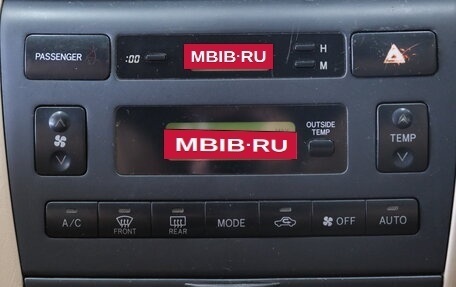 PASSENGER
:00
MBIB·RU
H
M
MBIB·RU
OUTSIDE
TEMP
TEMP
A/C
FRONT
REAR
MODE
OFF
AUTO